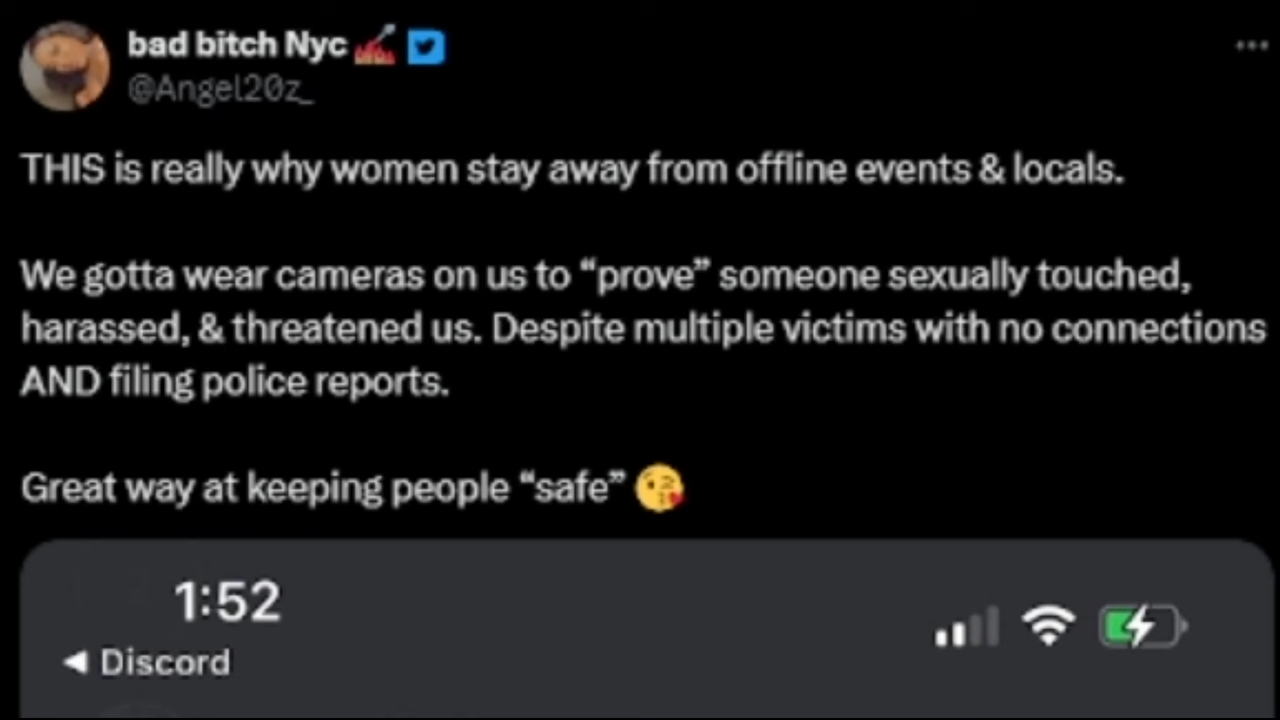 bad bitch Nyc
@Angel20z_
THIS is really why women stay away from offline events & locals.
We gotta wear cameras on us to “prove” someone sexually touched,
harassed, & threatened us. Despite multiple victims with no connections
AND filing police reports.
Great way at keeping people “safe” 😘
1:52
◀ Discord